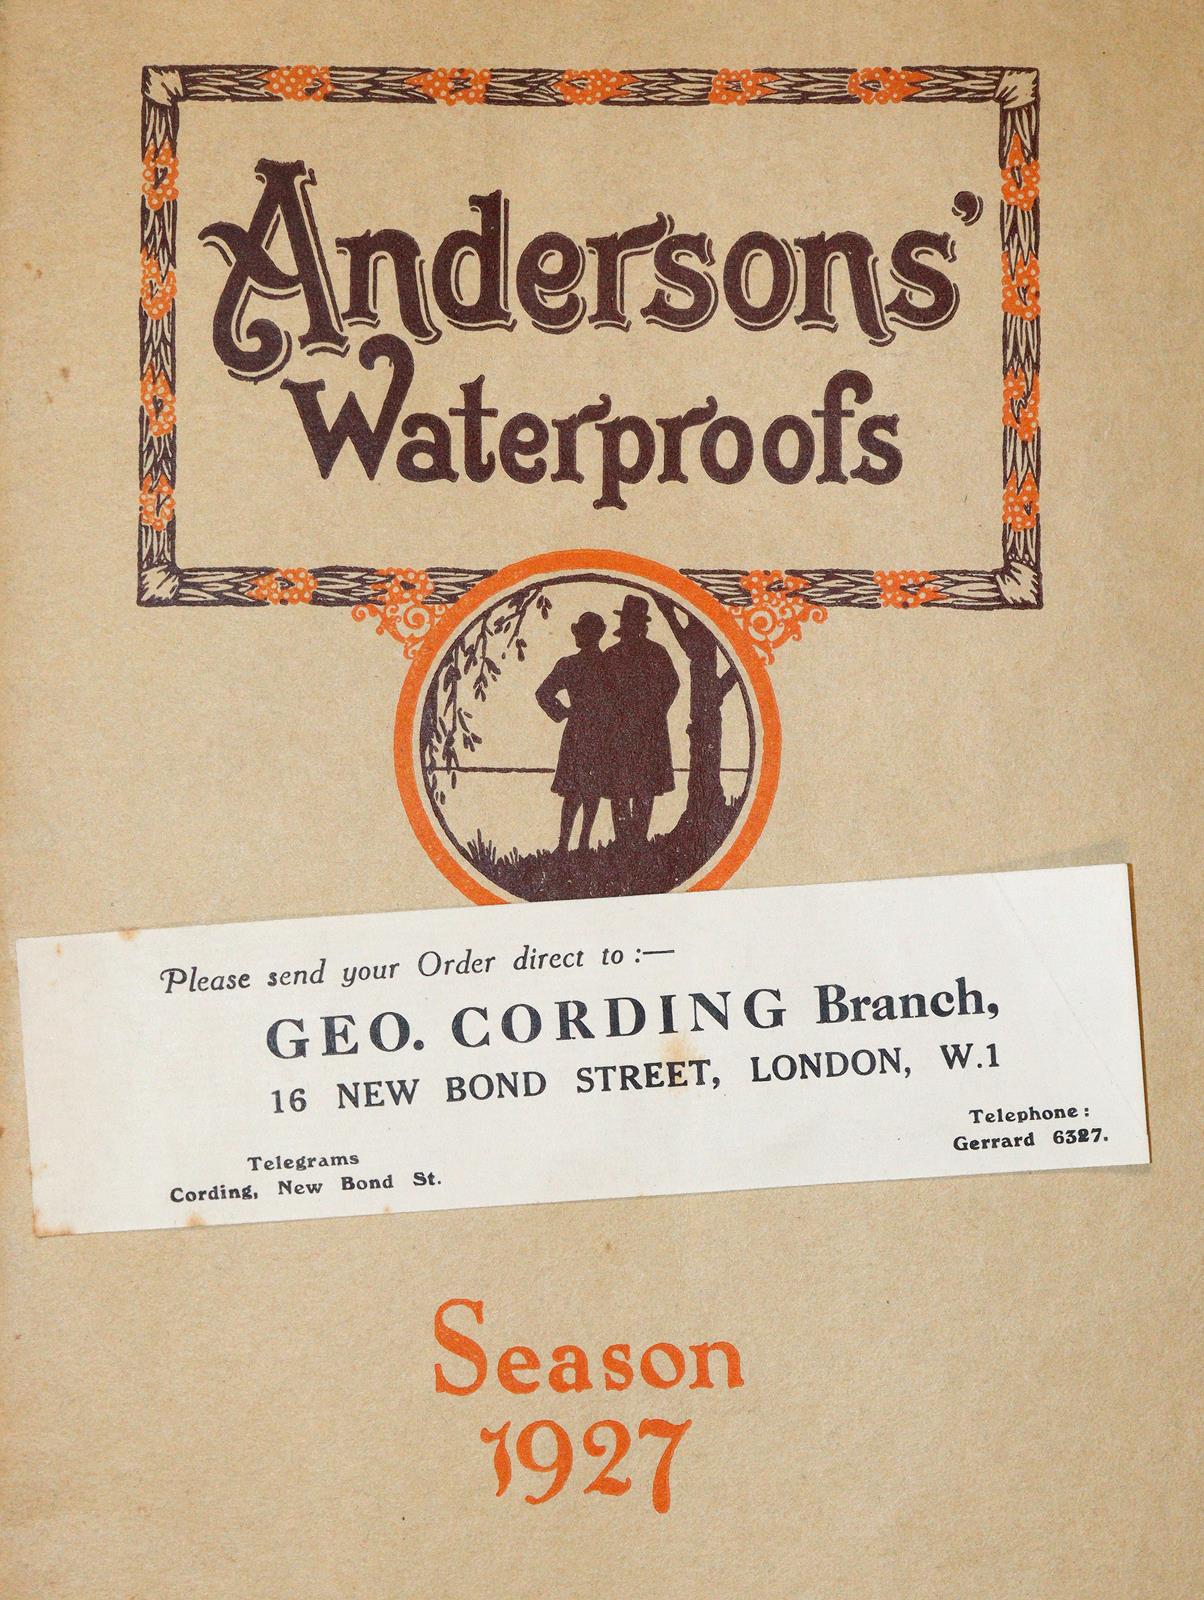 Andersons'
Waterproofs
Please send your Order direct to :—
GEO. CORDING Branch,
16 NEW BOND STREET, LONDON, W.1
Telephone :
Gerrard 6327.
Telegrams
Cording, New Bond St.
Season
1927